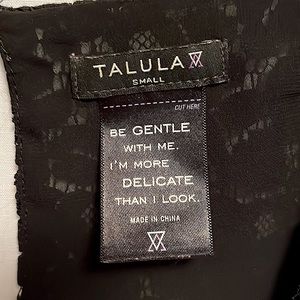 TALULA
SMALL
CUT HERE
BE GENTLE
WITH ME.
I'M MORE
DELICATE
THAN I LOOK.
MADE IN CHINA